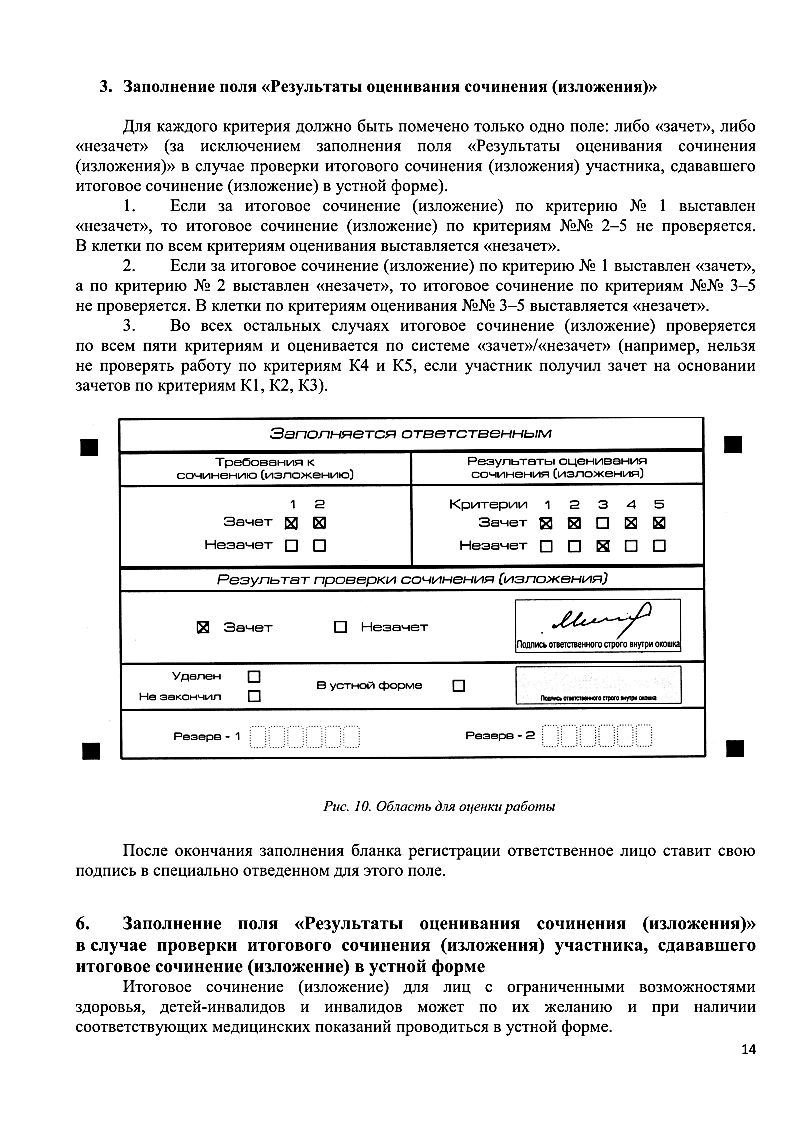 3. Заполнение поля «Результаты оценивания сочинения (изложения)»
Для каждого критерия должно быть помечено только одно поле: либо «зачет», либо
«незачет» (за исключением заполнения поля «Результаты оценивания сочинения
(изложения)» в случае проверки итогового сочинения (изложения) участника, сдававшего
итоговое сочинение (изложение) в устной форме).
1. Если за итоговое сочинение (изложение) по критерию № 1 выставлен
«незачет», то итоговое сочинение (изложение) по критериям №№ 2–5 не проверяется.
В клетки по всем критериям оценивания выставляется «незачет».
2. Если за итоговое сочинение (изложение) по критерию № 1 выставлен «зачет»,
а по критерию № 2 выставлен «незачет», то итоговое сочинение по критериям №№ 3–5
не проверяется. В клетки по критериям оценивания №№ 3–5 выставляется «незачет».
3. Во всех остальных случаях итоговое сочинение (изложение) проверяется
по всем пяти критериям и оценивается по системе «зачет»/«незачет» (например, нельзя
не проверять работу по критериям К4 и К5, если участник получил зачет на основании
зачетов по критериям К1, К2, К3).
Заполняется ответственным
Требования к
сочинению (изложению)
1 2
Зачет
Незачет
Результаты оценивания
сочинения (изложения)
Критерии 1 2 3 4 5
Зачет
Незачет
Результат проверки сочинения (изложения)
Зачет Незачет
Подпись ответственного строго внутри окошка
Удален
Не закончил
В устной форме
Подпись ответственного строго внутри окошка
Резерв - 1 Резерв - 2
Рис. 10. Область для оценки работы
После окончания заполнения бланка регистрации ответственное лицо ставит свою
подпись в специально отведенном для этого поле.
6. Заполнение поля «Результаты оценивания сочинения (изложения)»
в случае проверки итогового сочинения (изложения) участника, сдававшего
итоговое сочинение (изложение) в устной форме
Итоговое сочинение (изложение) для лиц с ограниченными возможностями
здоровья, детей-инвалидов и инвалидов может по их желанию и при наличии
соответствующих медицинских показаний проводиться в устной форме.
14